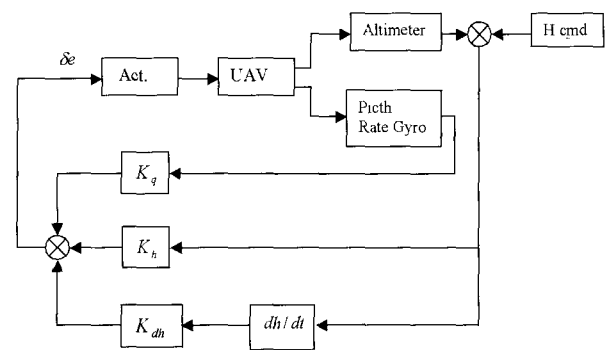 Altimeter
H cmd
δe
Act.
UAV
Picth
Rate Gyro
K_q
K_h
K_dh
dh/dt